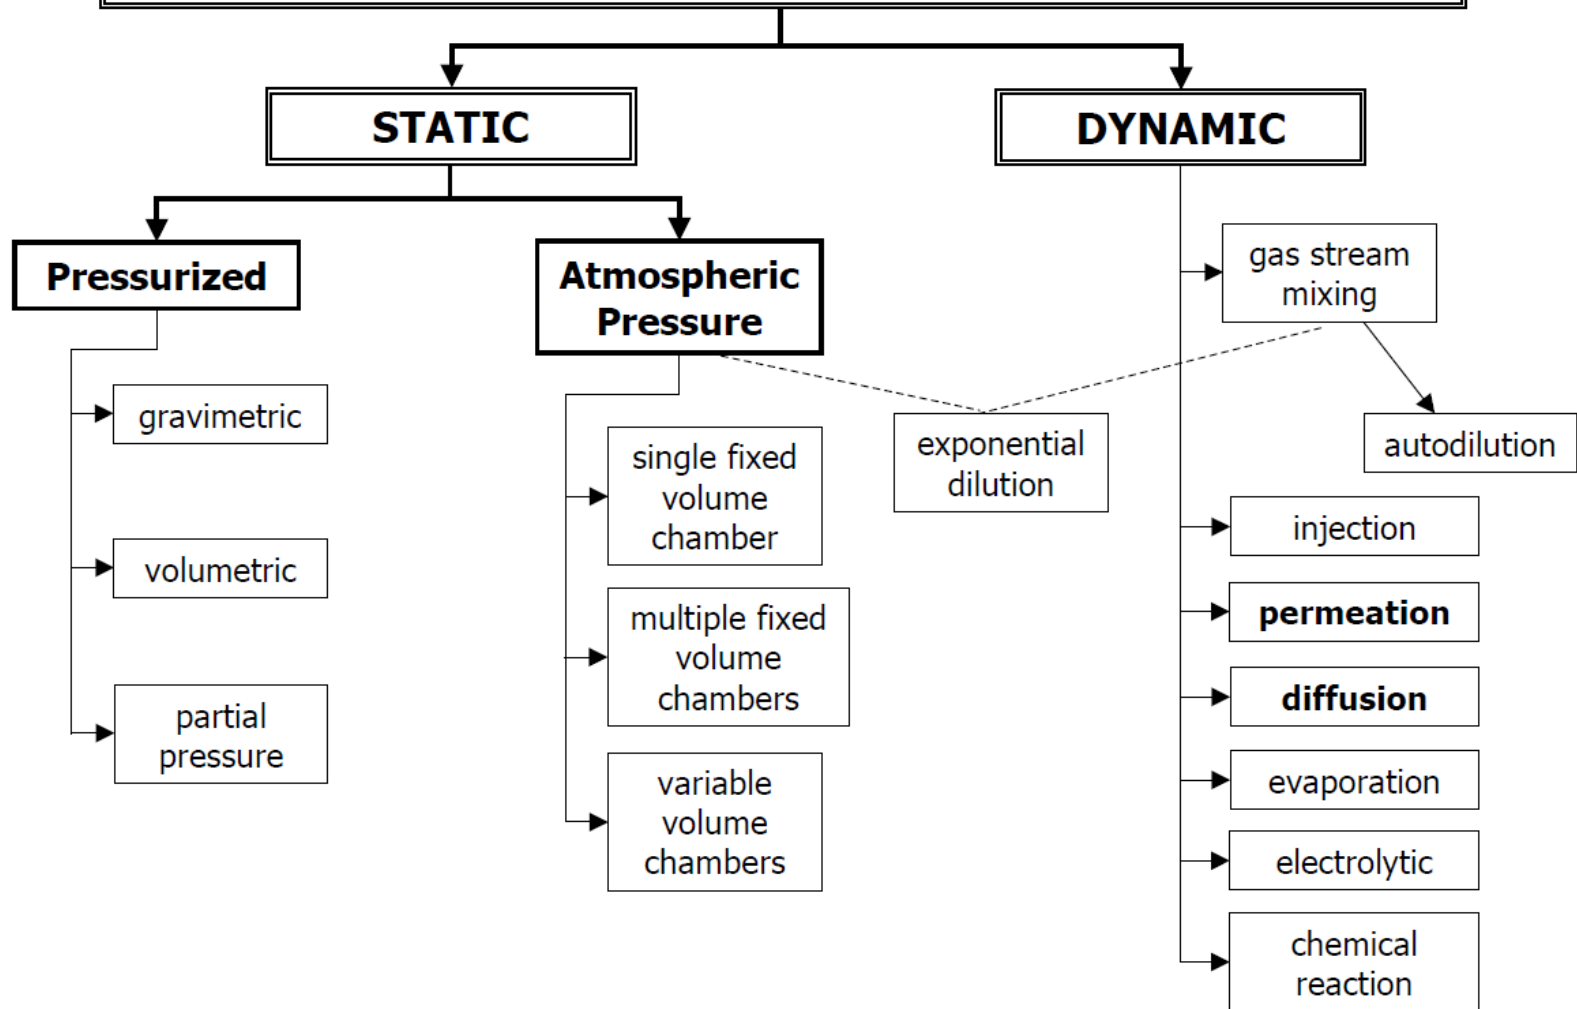 STATIC
DYNAMIC
Pressurized
Atmospheric
Pressure
gas stream
mixing
gravimetric
volumetric
partial
pressure
single fixed
volume
chamber
multiple fixed
volume
chambers
variable
volume
chambers
exponential
dilution
autodilution
injection
permeation
diffusion
evaporation
electrolytic
chemical
reaction